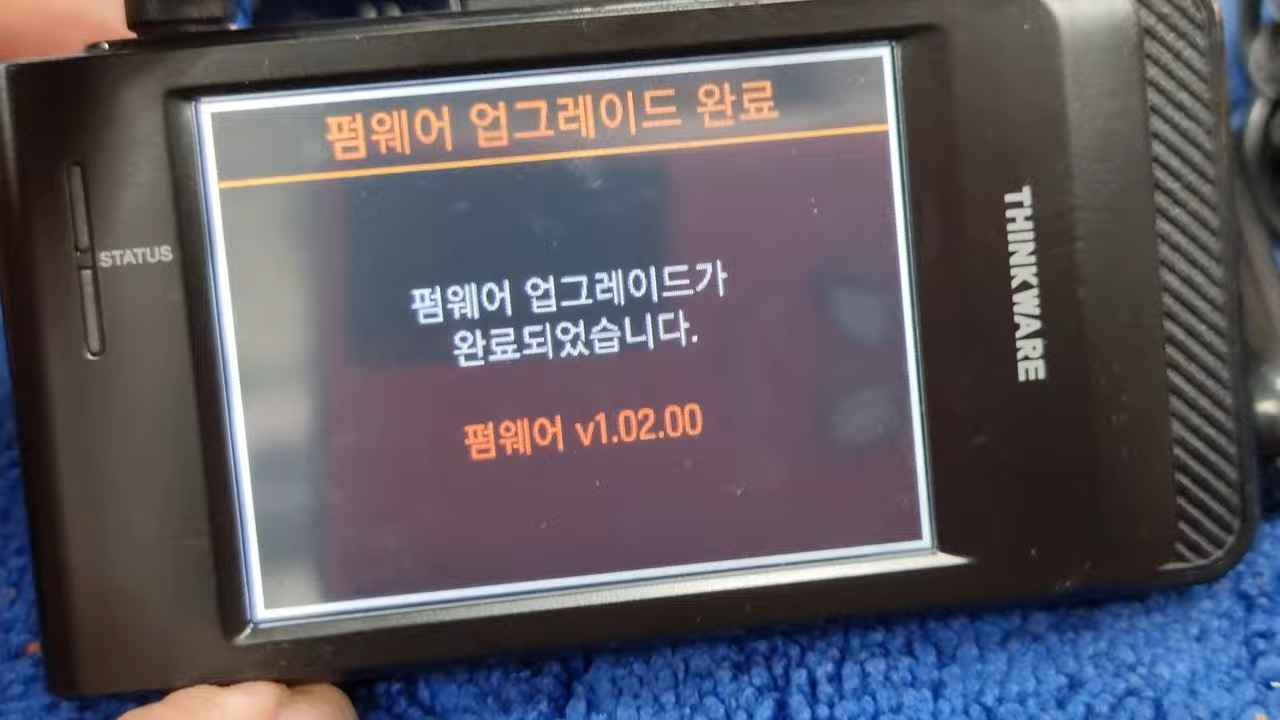 펌웨어 업그레이드 완료
STATUS
펌웨어 업그레이드가
완료되었습니다.
펌웨어 v1.02.00
THINKWARE